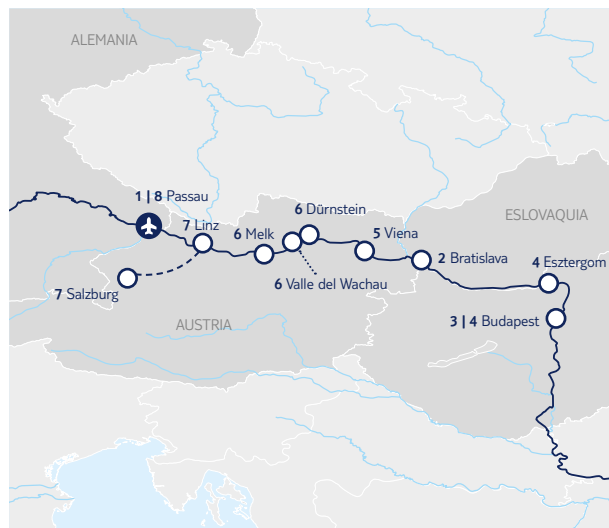 ALEMANIA
1 | 8 Passau
6 Dürnstein
7 Linz
6 Melk
5 Viena
ESLOVAQUIA
2 Bratislava
4 Esztergom
6 Valle del Wachau
7 Salzburg
3 | 4 Budapest
AUSTRIA